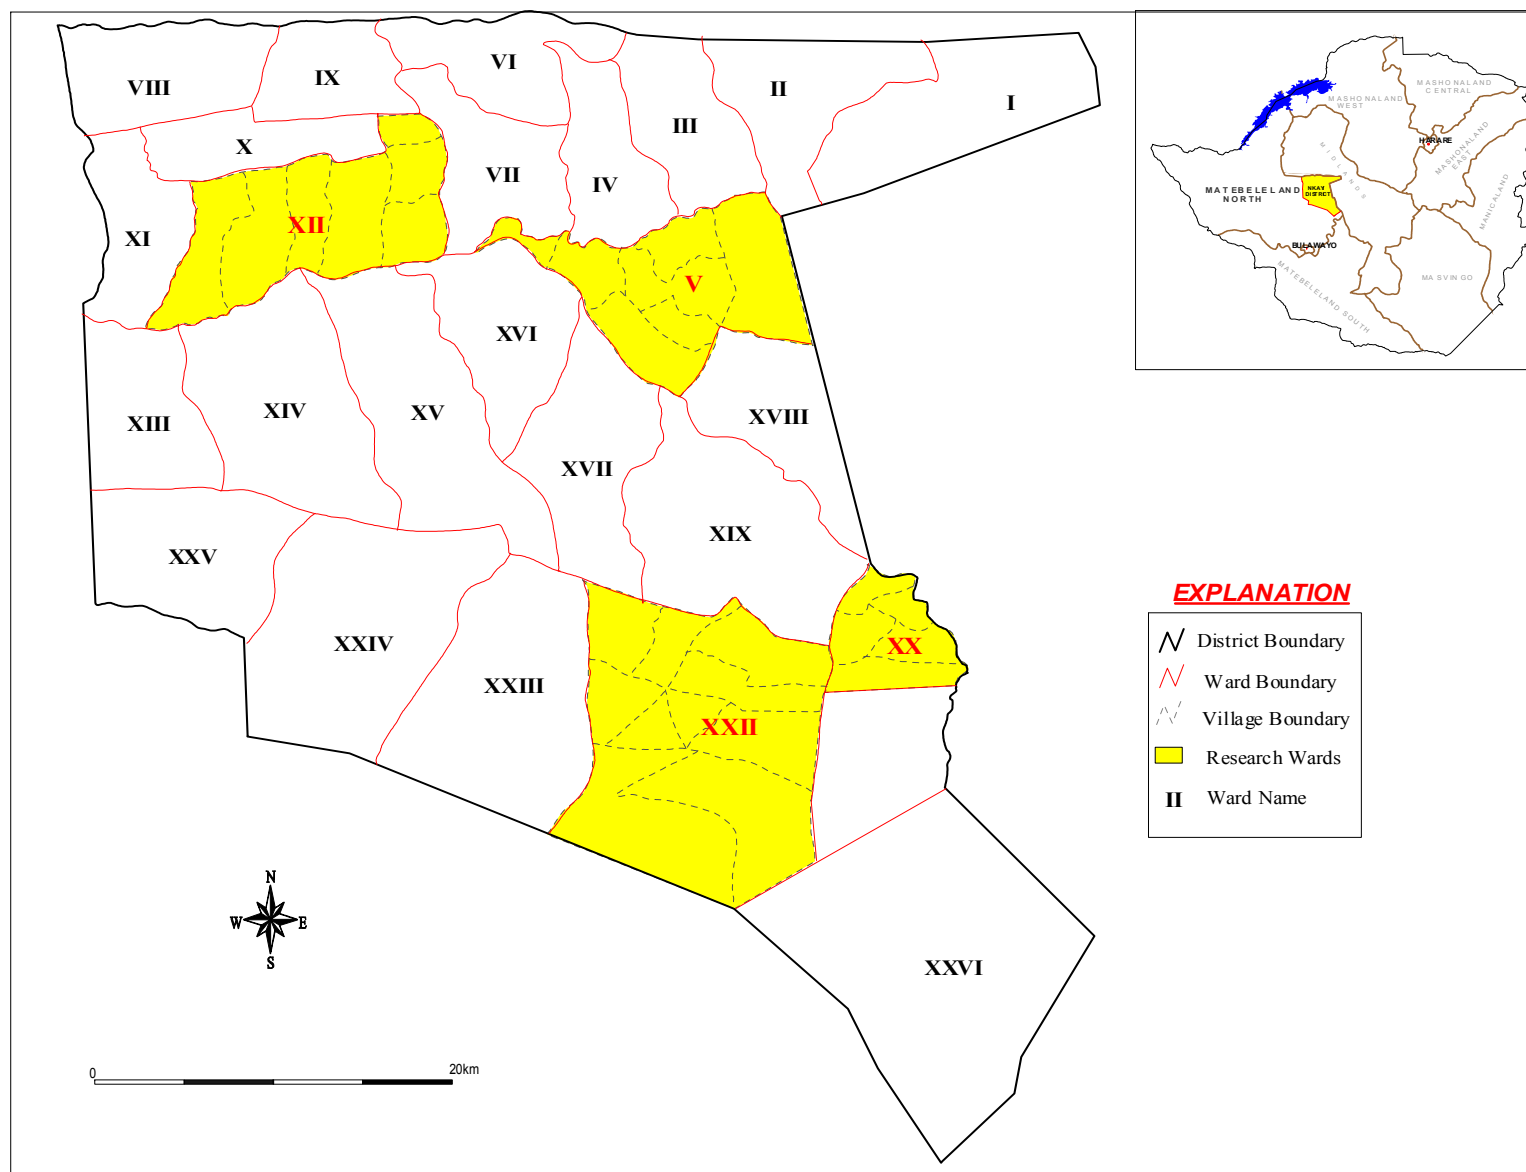 VIII
IX
VI
II
I
X
VII
IV
III
XI
XII
V
XVI
XIII
XIV
XV
XVIII
XVII
XIX
XXV
XXIV
XXIII
XX
XXII
XXVI
N
W
E
S
0
20km
MASHONALAND
CENTRAL
MASHONALAND
WEST
HARARE
MASHONALAND
EAST
MIDLANDS
MANICALAND
MATEBELELAND
NORTH
NKAYI
DISTRICT
BULAWAYO
MASVINGO
MATEBELELAND SOUTH
EXPLANATION
District Boundary
Ward Boundary
Village Boundary
Research Wards
II Ward Name